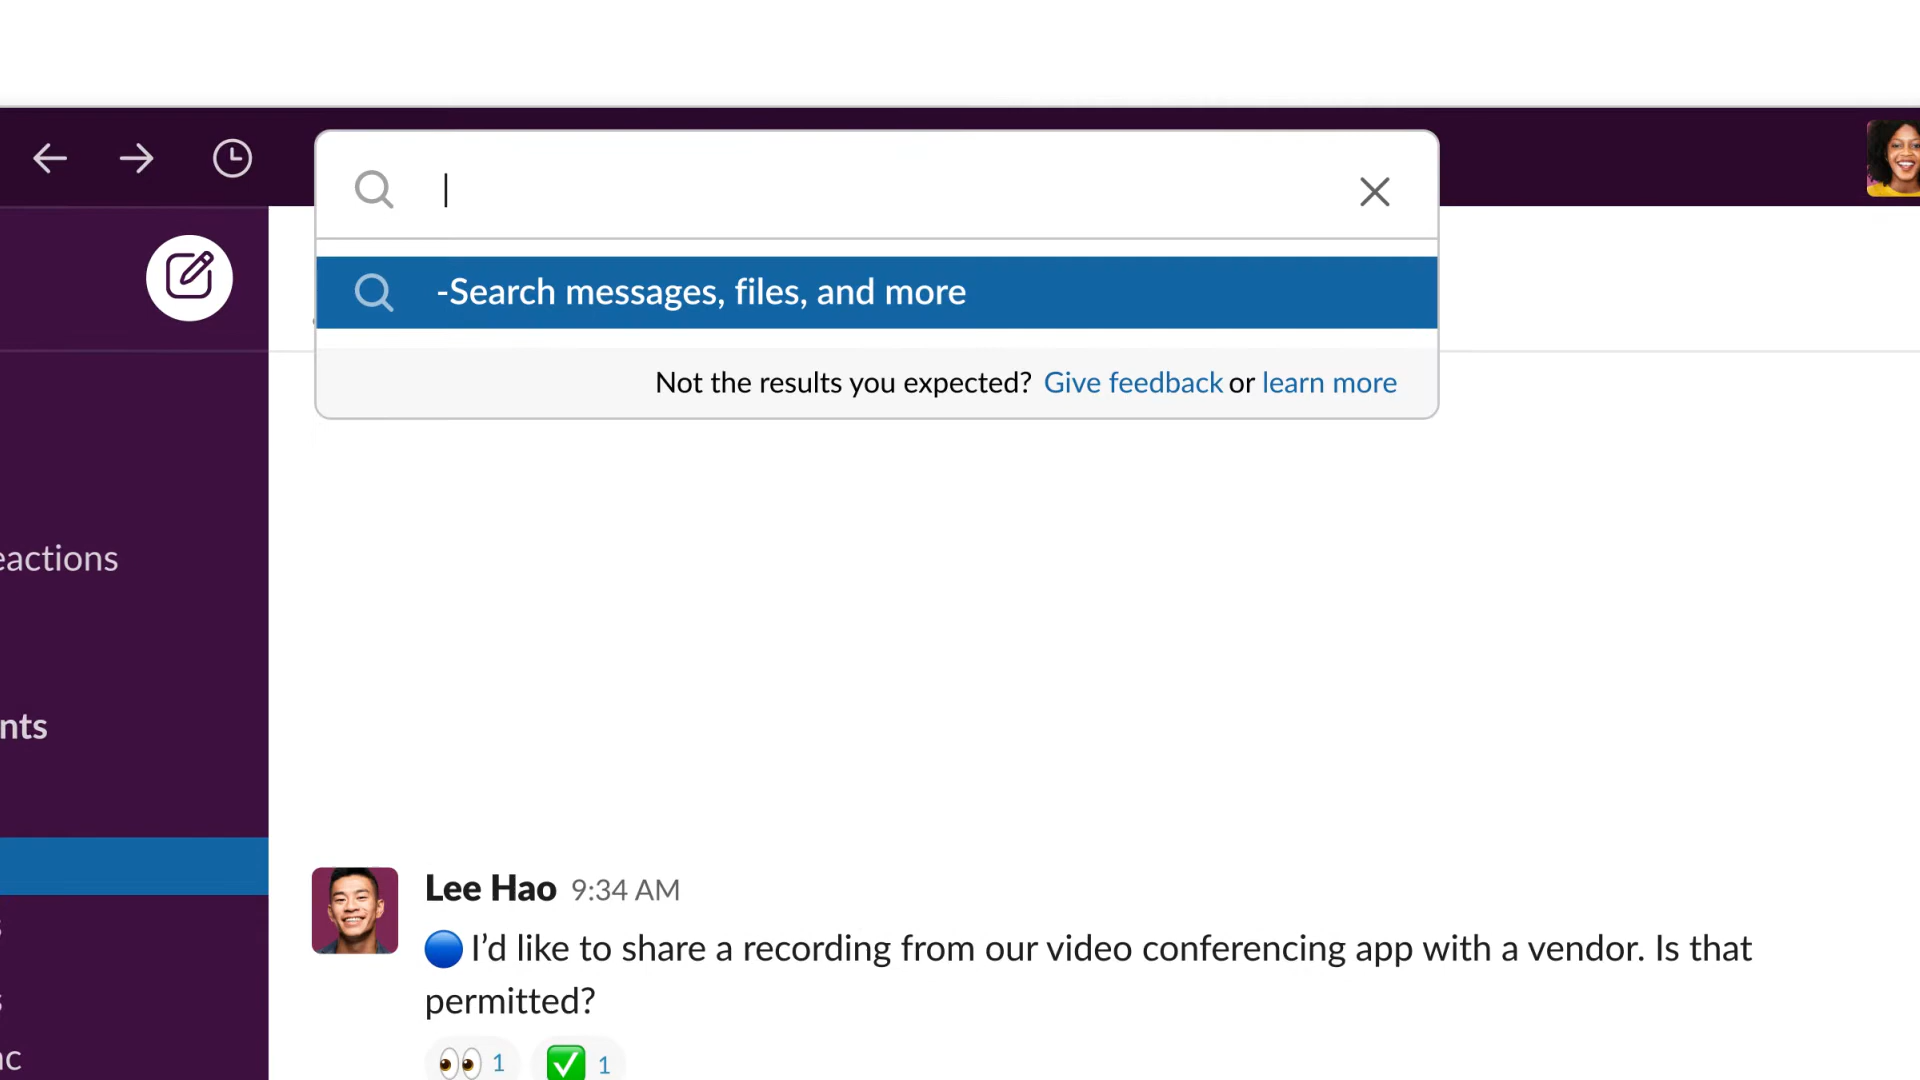 -Search messages, files, and more
Not the results you expected? Give feedback or learn more
eactions
nts
Lee Hao 9:34 AM
I’d like to share a recording from our video conferencing app with a vendor. Is that
permitted?
1 1